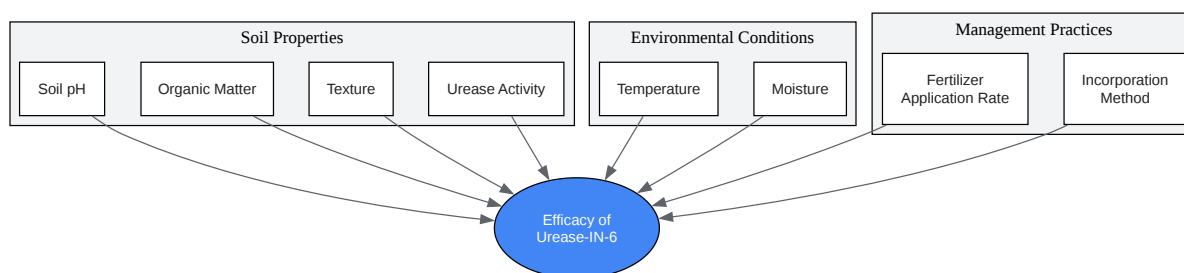 Soil Properties
Soil pH
Organic Matter
Texture
Urease Activity
Environmental Conditions
Temperature
Moisture
Management Practices
Fertilizer
Application Rate
Incorporation
Method
Efficacy of
Urease-IN-6